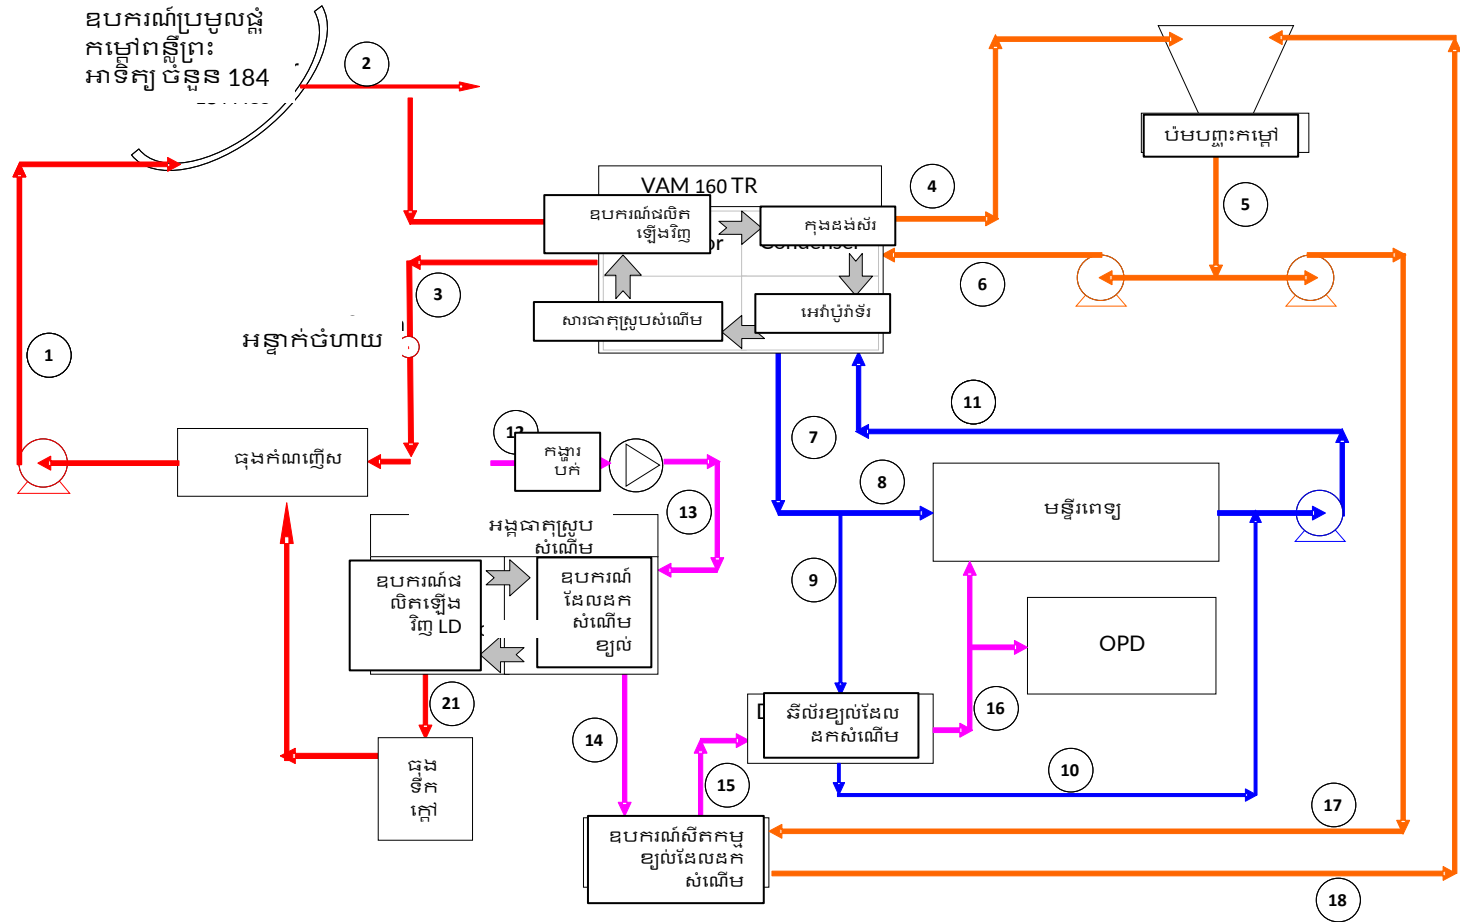 ឧបករណ៍ប្រមូលផ្តុំ
កម្តៅពន្លឺព្រះ
អាទិត្យ ចំនួន 184
2
VAM 160 TR
ឧបករណ៍ផលិត
ឡើងវិញ
កុងដង់ស័រ
or
Condenser
សារធាតុស្រូបសំណើម
អេវ៉ាប៉ូរ៉ាទ័រ
4
ប៉មបញ្ចុះកម្តៅ
5
6
3
អន្ទាក់ចំហាយ
1
11
7
12
កង្ហារ
បក់
ធុងកំណញើស
8
មន្ទីរពេទ្យ
13
អង្គធាតុស្រូប
សំណើម
ឧបករណ៍ផ
លិតឡើង
វិញ LD
ឧបករណ៍
ដែលដក
សំណើម
ខ្យល់
9
OPD
21
14
ឆីល័រខ្យល់ដែល
ដកសំណើម
16
ធុង
ទឹក
ក្តៅ
15
10
17
ឧបករណ៍សីតកម្ម
ខ្យល់ដែលដក
សំណើម
18